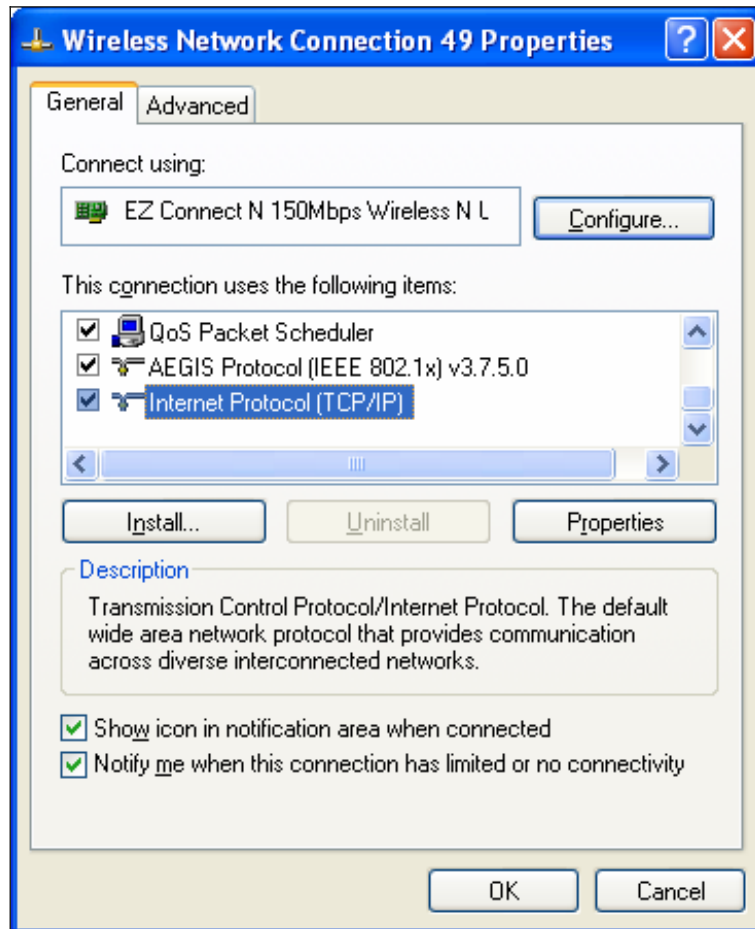 Wireless Network Connection 49 Properties
General
Advanced
Connect using:
EZ Connect N 150Mbps Wireless N
Configure...
This connection uses the following items:
QoS Packet Scheduler
AEGIS Protocol (IEEE 802.1x) v3.7.5.0
Internet Protocol (TCP/IP)
Install...
Uninstall
Properties
Description
Transmission Control Protocol/Internet Protocol. The default
wide area network protocol that provides communication
across diverse interconnected networks.
Show icon in notification area when connected
Notify me when this connection has limited or no connectivity
OK
Cancel